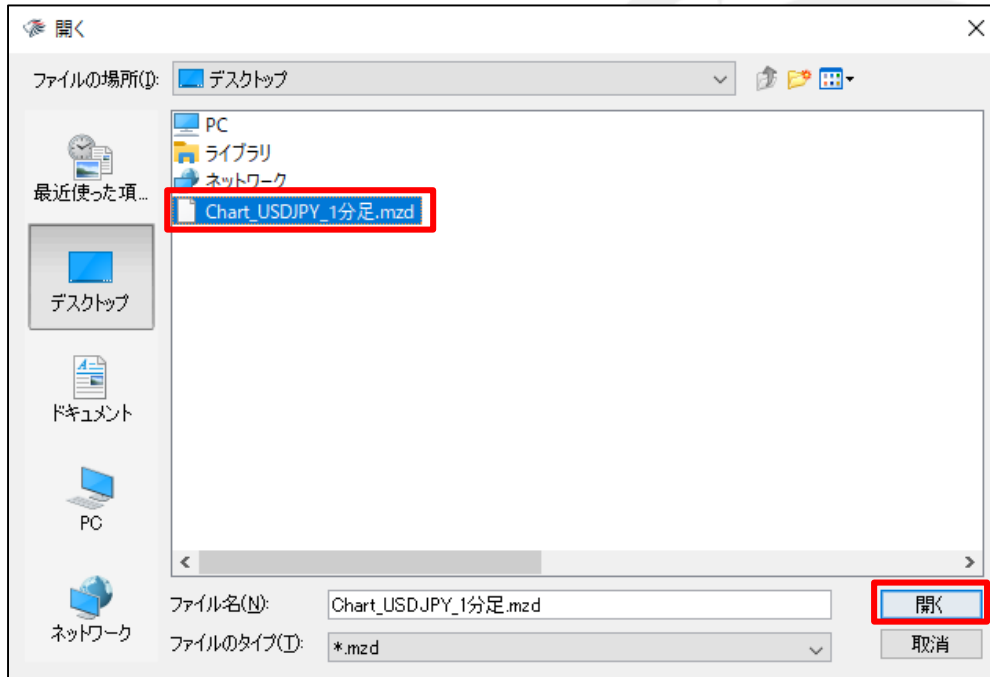 開く
ファイルの場所(I):
デスクトップ
PC
ライブラリ
ネットワーク
Chart_USDJPY_1分足.mzd
最近使った項...
デスクトップ
ドキュメント
PC
ネットワーク
ファイル名(N):
Chart_USDJPY_1分足.mzd
開く
ファイルのタイプ(T):
*.mzd
取消